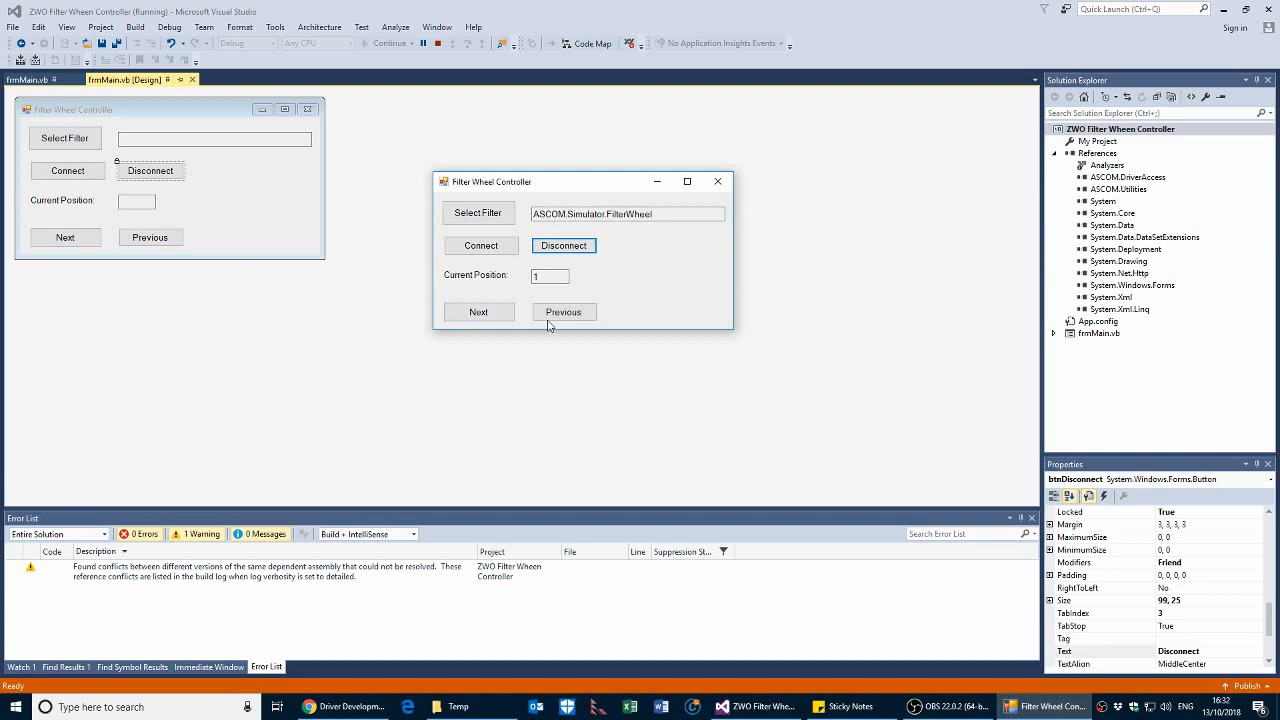 ZWO Filter Wheen Controller (Running) - Microsoft Visual Studio
Quick Launch (Ctrl+Q)
File Edit View Project Build Debug Team Format Tools Architecture Test Analyze Window Help
Sign in
Debug Any CPU Continue Code Map No Application Insights Events
frmMain.vb frmMain.vb [Design]
Filter Wheel Controller
Select Filter
Connect Disconnect
Current Position:
Next Previous
Filter Wheel Controller
Select Filter ASCOM.Simulator.FilterWheel
Connect Disconnect
Current Position: 1
Next Previous
Solution Explorer
Search Solution Explorer (Ctrl+;)
ZWO Filter Wheen Controller
My Project
References
Analyzers
ASCOM.DriverAccess
ASCOM.Utilities
System
System.Core
System.Data
System.Data.DataSetExtensions
System.Deployment
System.Drawing
System.Net.Http
System.Windows.Forms
System.Xml
System.Xml.Linq
App.config
frmMain.vb
Properties
btnDisconnect System.Windows.Forms.Button
Locked True
Margin 3, 3, 3, 3
MaximumSize 0, 0
MinimumSize 0, 0
Modifiers Friend
Padding 0, 0, 0, 0
RightToLeft No
Size 99, 25
TabIndex 3
TabStop True
Tag
Text Disconnect
TextAlign MiddleCenter
Error List
Entire Solution 0 Errors 1 Warning 0 Messages Build + IntelliSense Search Error List
Code Description Project File Line Suppression St...
Found conflicts between different versions of the same dependent assembly that could not be resolved. These ZWO Filter Wheen
reference conflicts are listed in the build log when log verbosity is set to detailed. Controller
Watch 1 Find Results 1 Find Symbol Results Immediate Window Error List
Ready
Publish
Type here to search
Driver Developm...
Temp
ZWO Filter Whe...
Sticky Notes
OBS 22.0.2 (64-b...
Filter Wheel Con...
ENG
16:32
13/10/2018